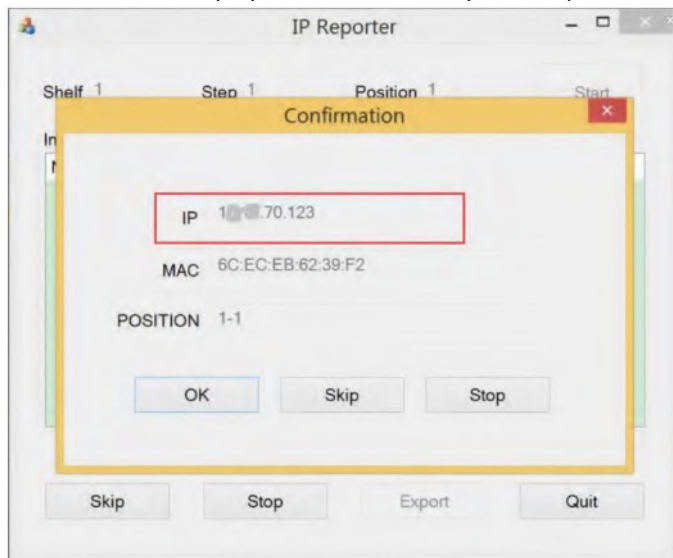 IP Reporter
Shelf 1 Step 1 Position 1 Start
Confirmation
In
IP .70.123
MAC 6C:EC:EB:62:39:F2
POSITION 1-1
OK Skip Stop
Skip Stop Export Quit